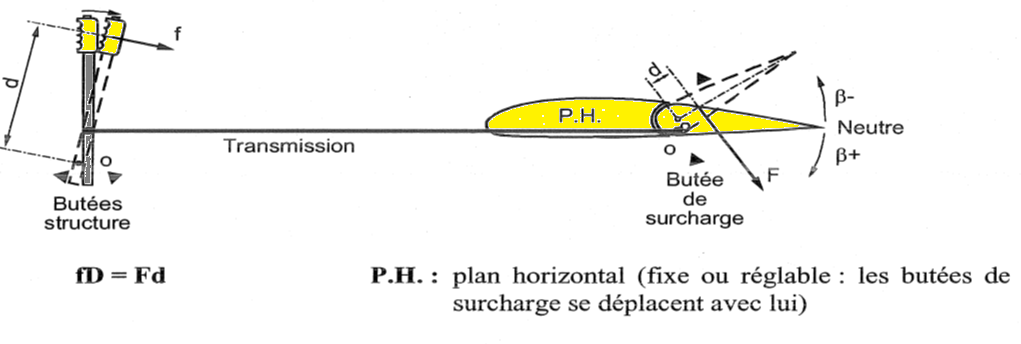 f
d
d
P.H.
β-
Neutre
β+
Transmission
o
o
F
Butée
de
surcharge
Butées
structure
fD = Fd
P.H. : plan horizontal (fixe ou réglable : les butées de
surcharge se déplacent avec lui)